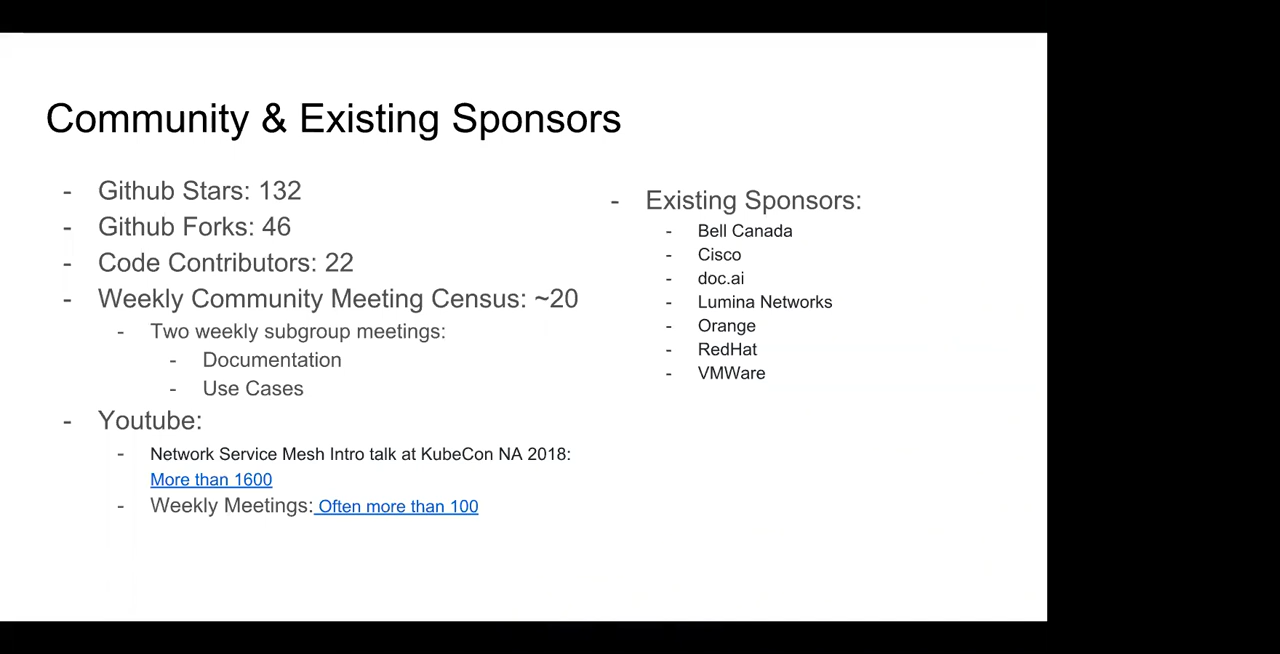 Community & Existing Sponsors
- Github Stars: 132
- Github Forks: 46
- Code Contributors: 22
- Weekly Community Meeting Census: ~20
- Two weekly subgroup meetings:
- Documentation
- Use Cases
- Youtube:
- Network Service Mesh Intro talk at KubeCon NA 2018:
More than 1600
- Weekly Meetings: Often more than 100
- Existing Sponsors:
- Bell Canada
- Cisco
- doc.ai
- Lumina Networks
- Orange
- RedHat
- VMWare